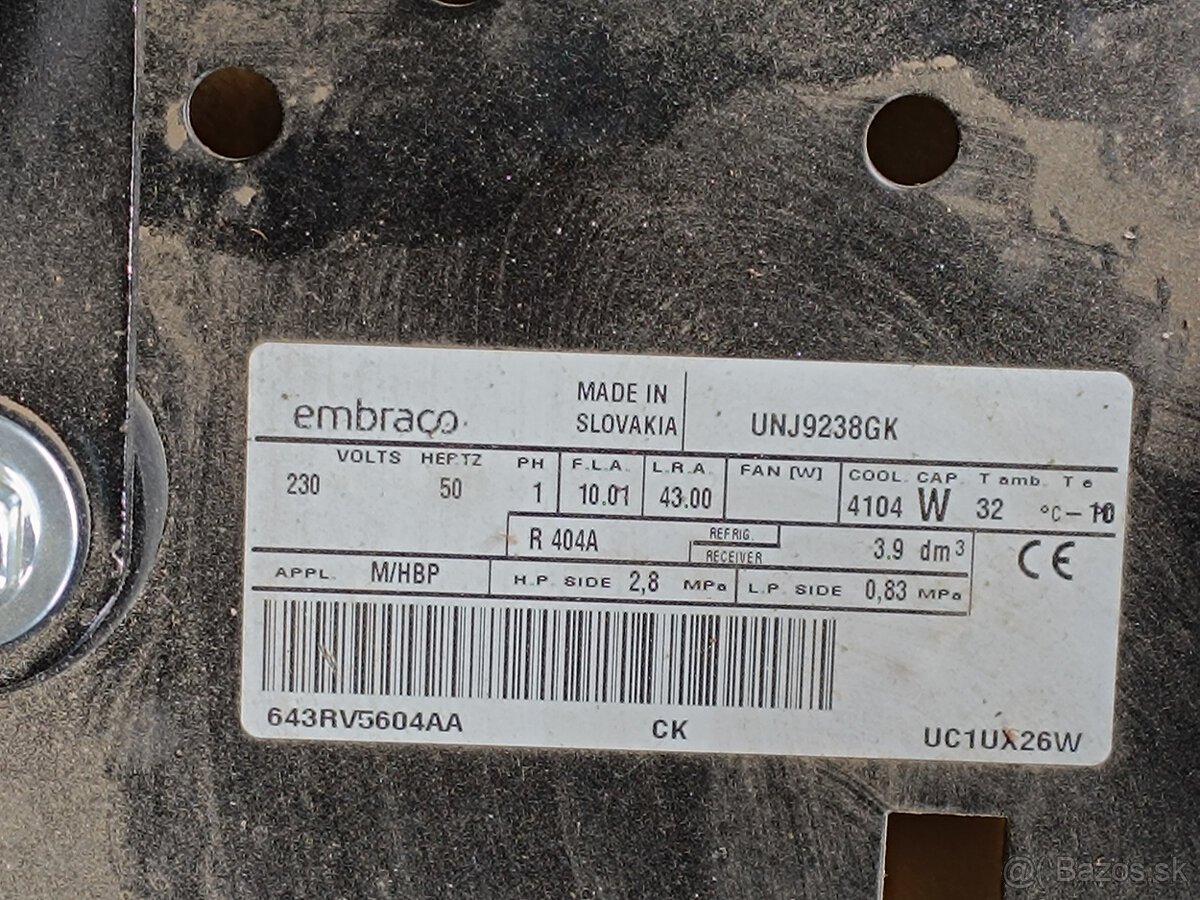 embraco
MADE IN
SLOVAKIA
UNJ9238GK
VOLTS HERTZ PH F.L.A. L.R.A. FAN [W] COOL. CAP. T amb. T e
230 50 1 10.01 43.00 4104 W 32 °C -10
R 404A REFRIG. RECEIVER 3.9 dm3 CE
APPL. M/HBP H.P. SIDE 2,8 MPa L.P. SIDE 0,83 MPa
643RV5604AA CK UC1UX26W
@ Bazos.sk